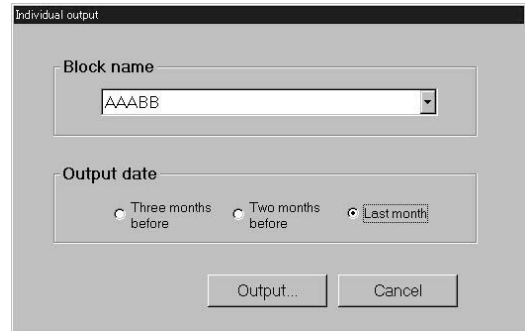 Individual output
Block name
AAABB
Output date
Three months
before
Two months
before
Last month
Output...
Cancel